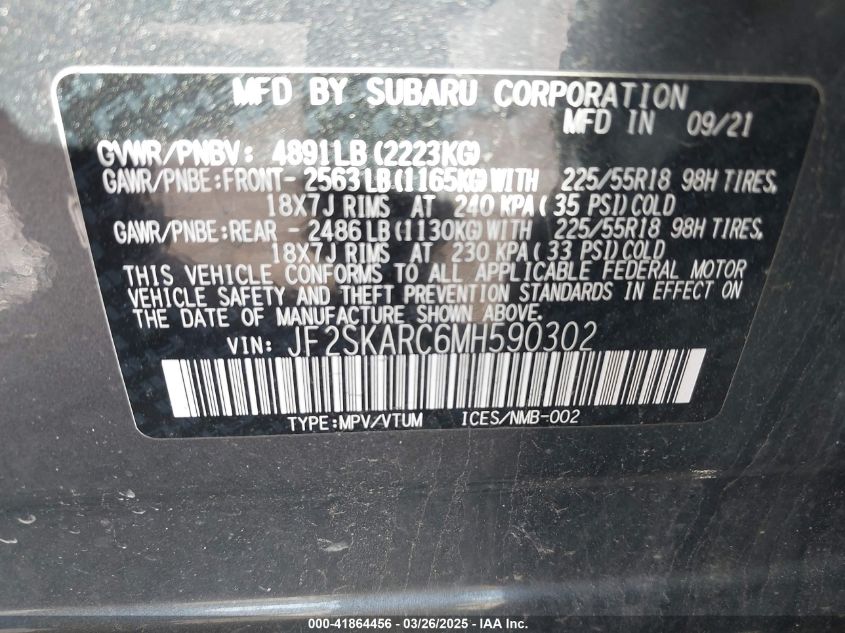 MFD BY SUBARU CORPORATION
MFD IN 09/21
GVWR/PNBV: 4891LB(2223KG)
GAWR/PNBE:FRONT-2563LB(1165KG)WITH 225/55R18 98H TIRES,
18X7J RIMS AT 240 KPA(35 PSI)COLD
GAWR/PNBE:REAR -2486LB(1130KG)WITH 225/55R18 98H TIRES,
18X7J RIMS AT 230 KPA(33 PSI)COLD
THIS VEHICLE CONFORMS TO ALL APPLICABLE FEDERAL MOTOR
VEHICLE SAFETY AND THEFT PREVENTION STANDARDS IN EFFECT ON
THE DATE OF MANUFACTURE SHOWN ABOVE.
VIN: JF2SKARC6MH590302
TYPE:MPV/VTUM ICES/NMB-002
000-41864456 | 03/26/2025 — IAA Inc.